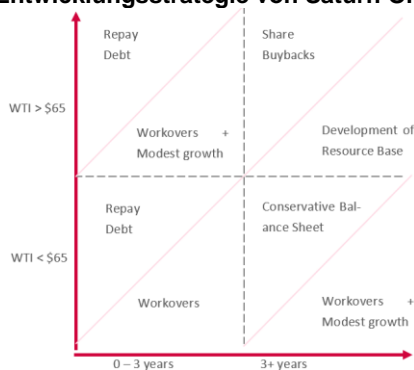 Entwicklungsstrategie von Saturn
Repay
Debt
Share
Buybacks
WTI > $65
Workovers +
Modest growth
Development of
Resource Base
Repay
Debt
Conservative Bal-
ance Sheet
WTI < $65
Workovers
Workovers +
Modest growth
0 – 3 years
3+ years